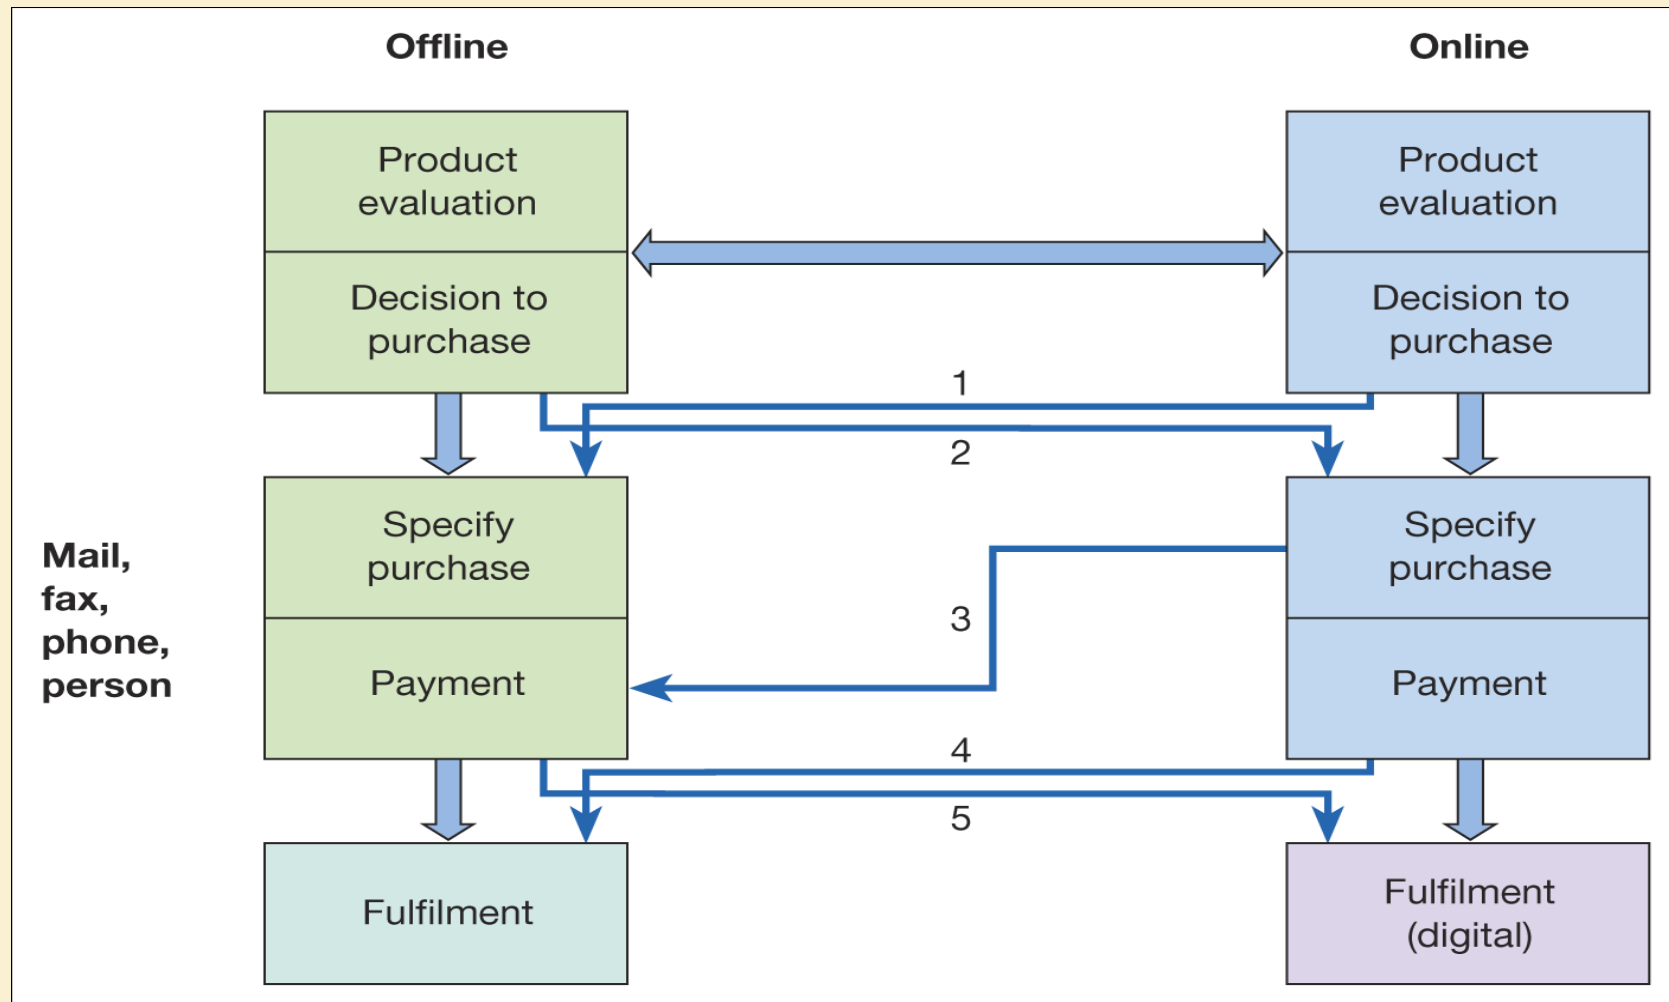 Offline
Online
Product
evaluation
Product
evaluation
Decision to
purchase
Decision to
purchase
1
2
Mail,
fax,
phone,
person
Specify
purchase
Specify
purchase
3
Payment
Payment
4
5
Fulfilment
Fulfilment
(digital)